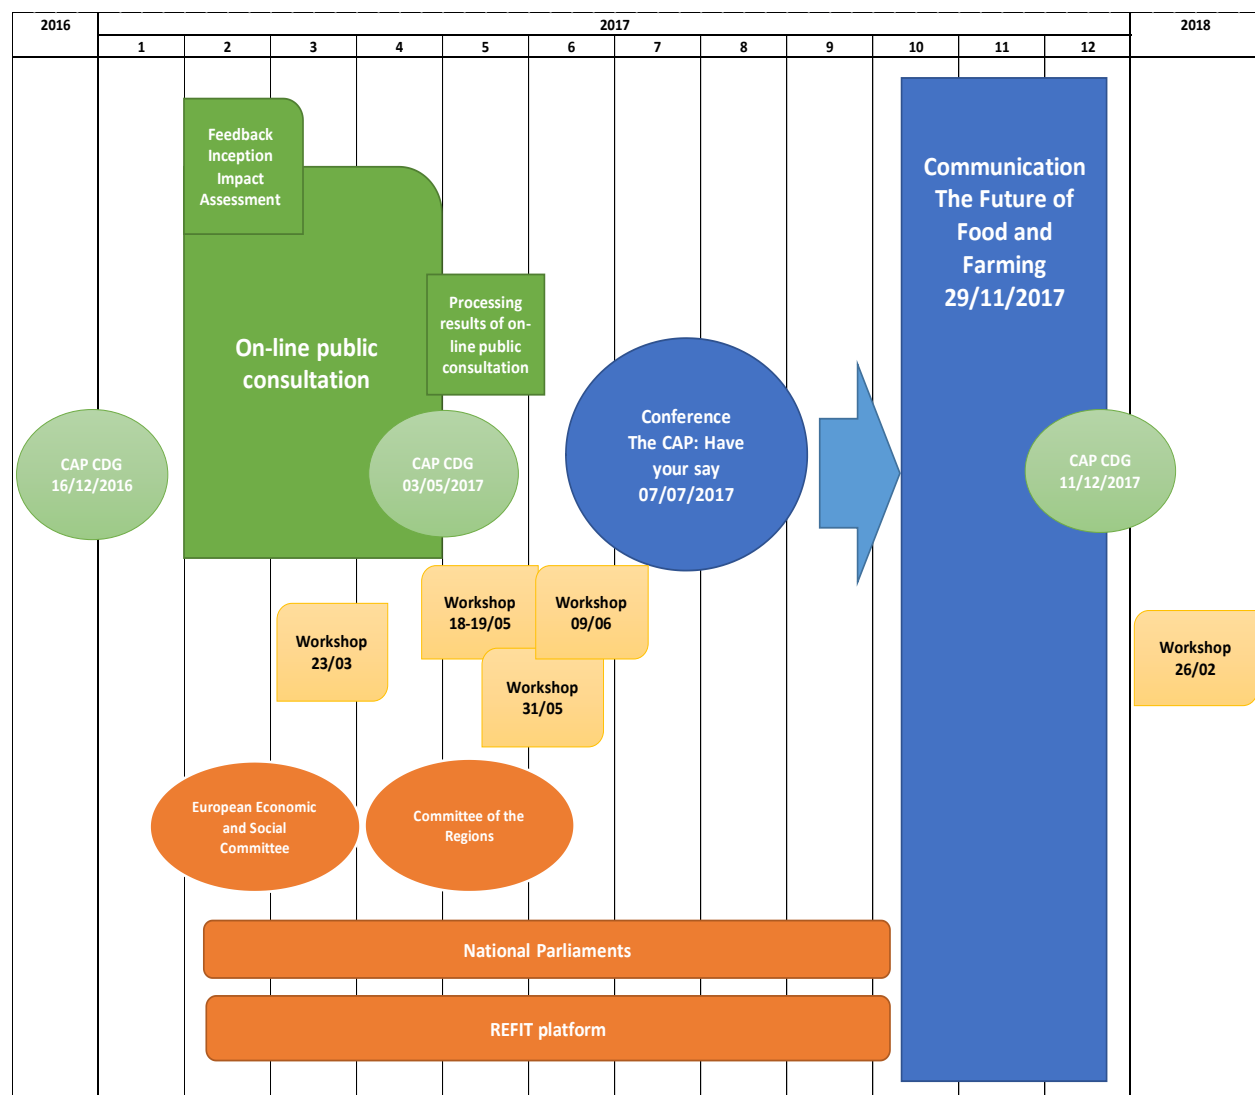 2016
2017
2018
1
2
3
4
5
6
7
8
9
10
11
12
Feedback
Inception
Impact
Assessment
On-line public
consultation
Processing
results of on-
line public
consultation
Communication
The Future of
Food and
Farming
29/11/2017
Conference
The CAP: Have
your say
07/07/2017
CAP CDG
16/12/2016
CAP CDG
03/05/2017
CAP CDG
11/12/2017
Workshop
23/03
Workshop
18-19/05
Workshop
09/06
Workshop
31/05
Workshop
26/02
European Economic
and Social
Committee
Committee of the
Regions
National Parliaments
REFIT platform